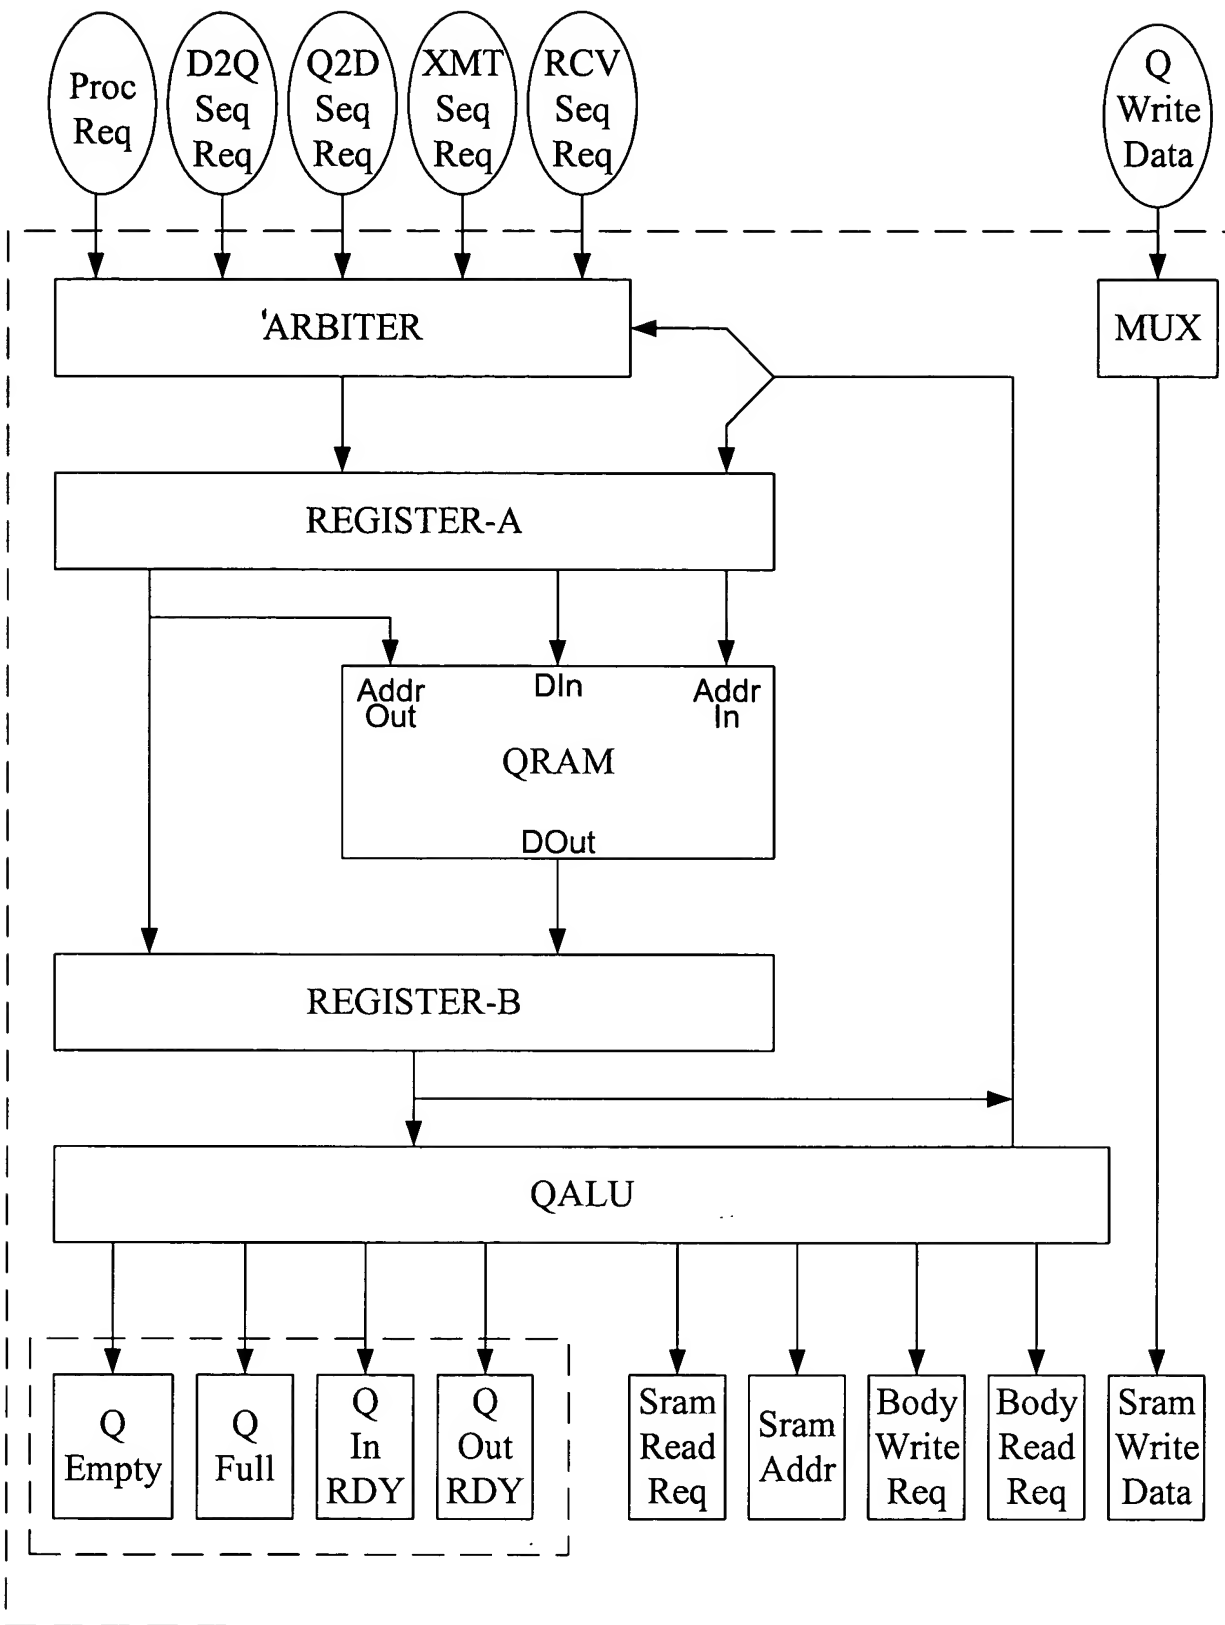 Proc
Req
D2Q
Seq
Req
Q2D
Seq
Req
XMT
Seq
Req
RCV
Seq
Req
Q
Write
Data
'ARBITER
MUX
REGISTER-A
Addr
Out
DIn
Addr
In
QRAM
DOut
REGISTER-B
QALU
Q
Empty
Q
Full
Q
In
RDY
Q
Out
RDY
Sram
Read
Req
Sram
Addr
Body
Write
Req
Body
Read
Req
Sram
Write
Data